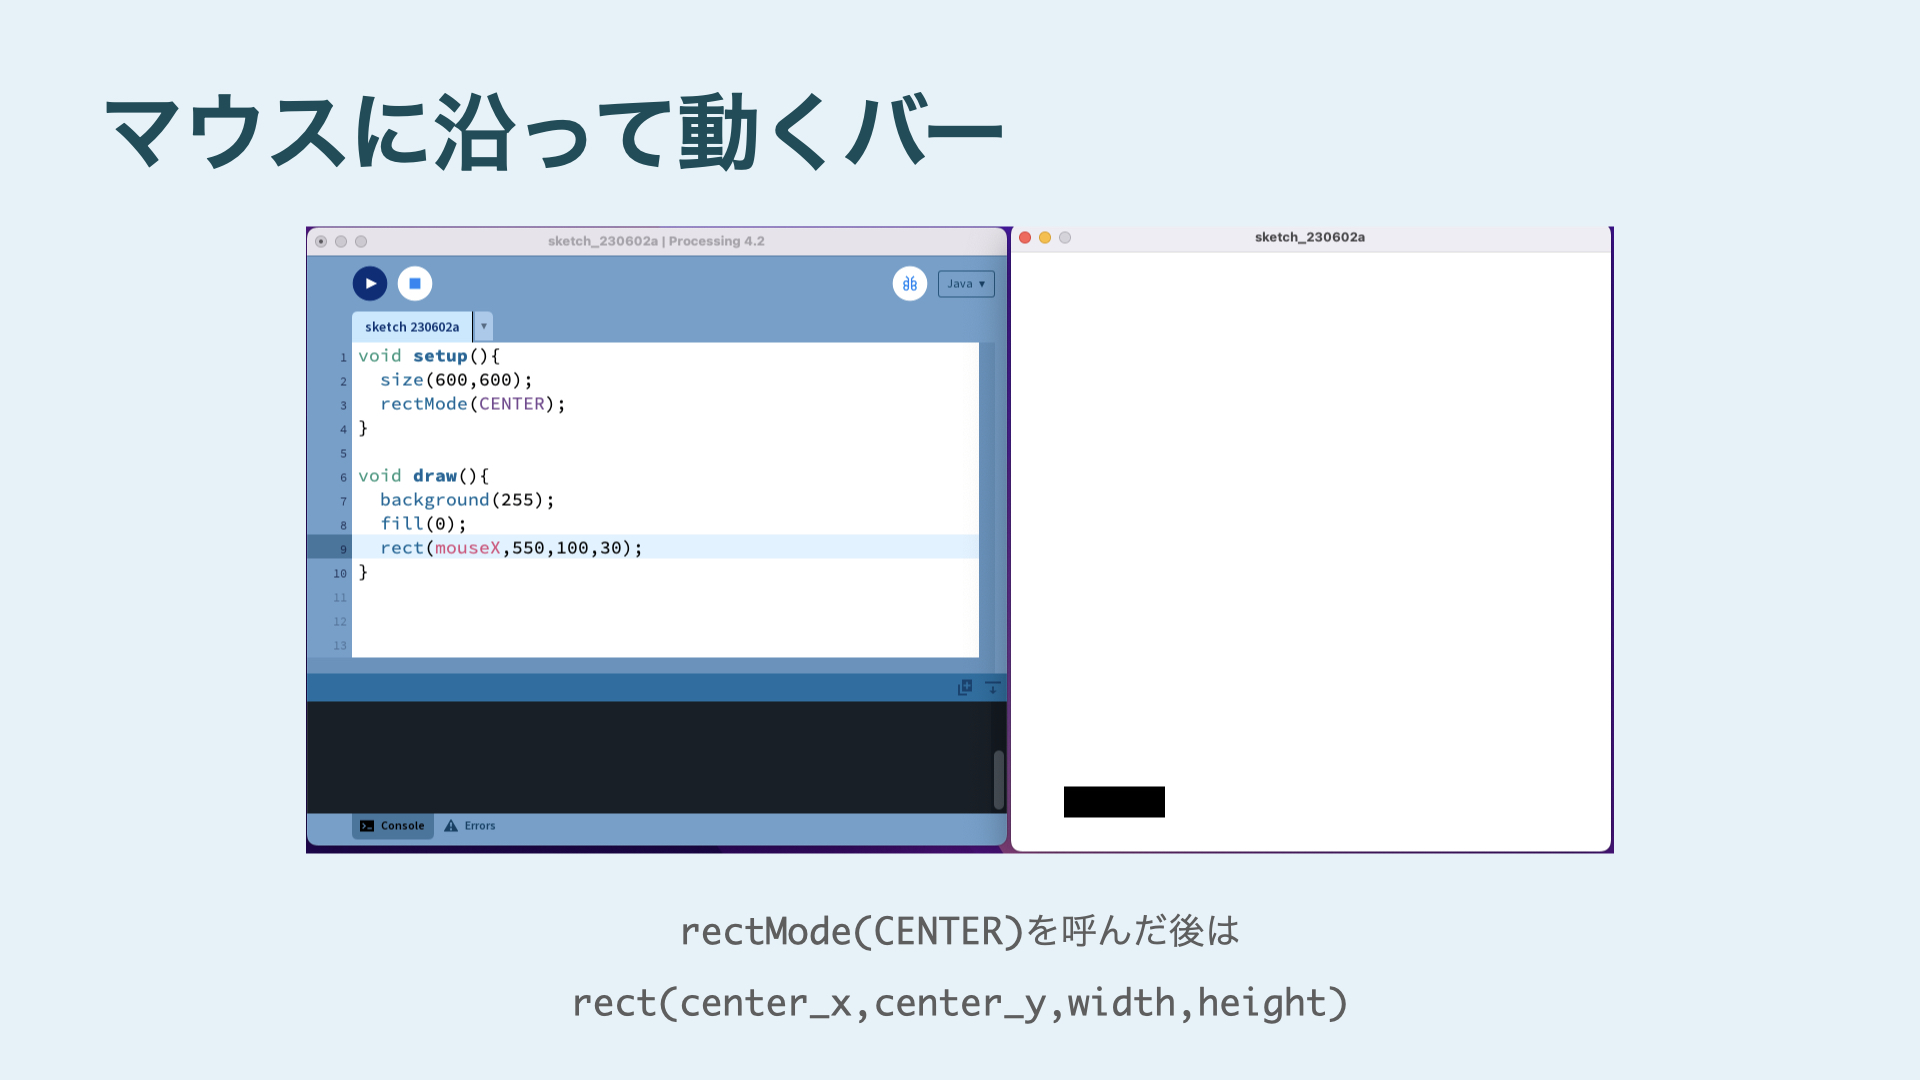 マウスに沿って動くバー
sketch_230602a | Processing 4.2
Java ▾
sketch 230602a ▾
1 void setup(){
2   size(600,600);
3   rectMode(CENTER);
4 }
5
6 void draw(){
7   background(255);
8   fill(0);
9   rect(mouseX,550,100,30);
10 }
11
12
13
Console Errors
sketch_230602a
rectMode(CENTER)を呼んだ後は
rect(center_x,center_y,width,height)